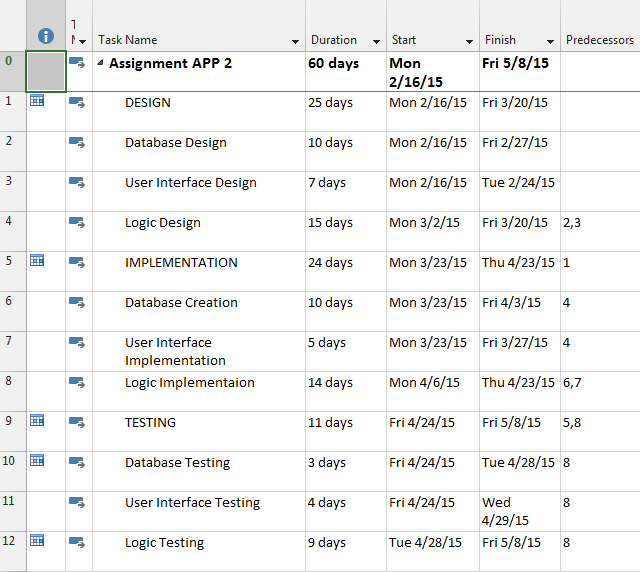 T
M
Task Name Duration Start Finish Predecessors
0 Assignment APP 2 60 days Mon 2/16/15 Fri 5/8/15
1 DESIGN 25 days Mon 2/16/15 Fri 3/20/15
2 Database Design 10 days Mon 2/16/15 Fri 2/27/15
3 User Interface Design 7 days Mon 2/16/15 Tue 2/24/15
4 Logic Design 15 days Mon 3/2/15 Fri 3/20/15 2,3
5 IMPLEMENTATION 24 days Mon 3/23/15 Thu 4/23/15 1
6 Database Creation 10 days Mon 3/23/15 Fri 4/3/15 4
7 User Interface Implementation 5 days Mon 3/23/15 Fri 3/27/15 4
8 Logic Implementaion 14 days Mon 4/6/15 Thu 4/23/15 6,7
9 TESTING 11 days Fri 4/24/15 Fri 5/8/15 5,8
10 Database Testing 3 days Fri 4/24/15 Tue 4/28/15 8
11 User Interface Testing 4 days Fri 4/24/15 Wed 4/29/15 8
12 Logic Testing 9 days Tue 4/28/15 Fri 5/8/15 8